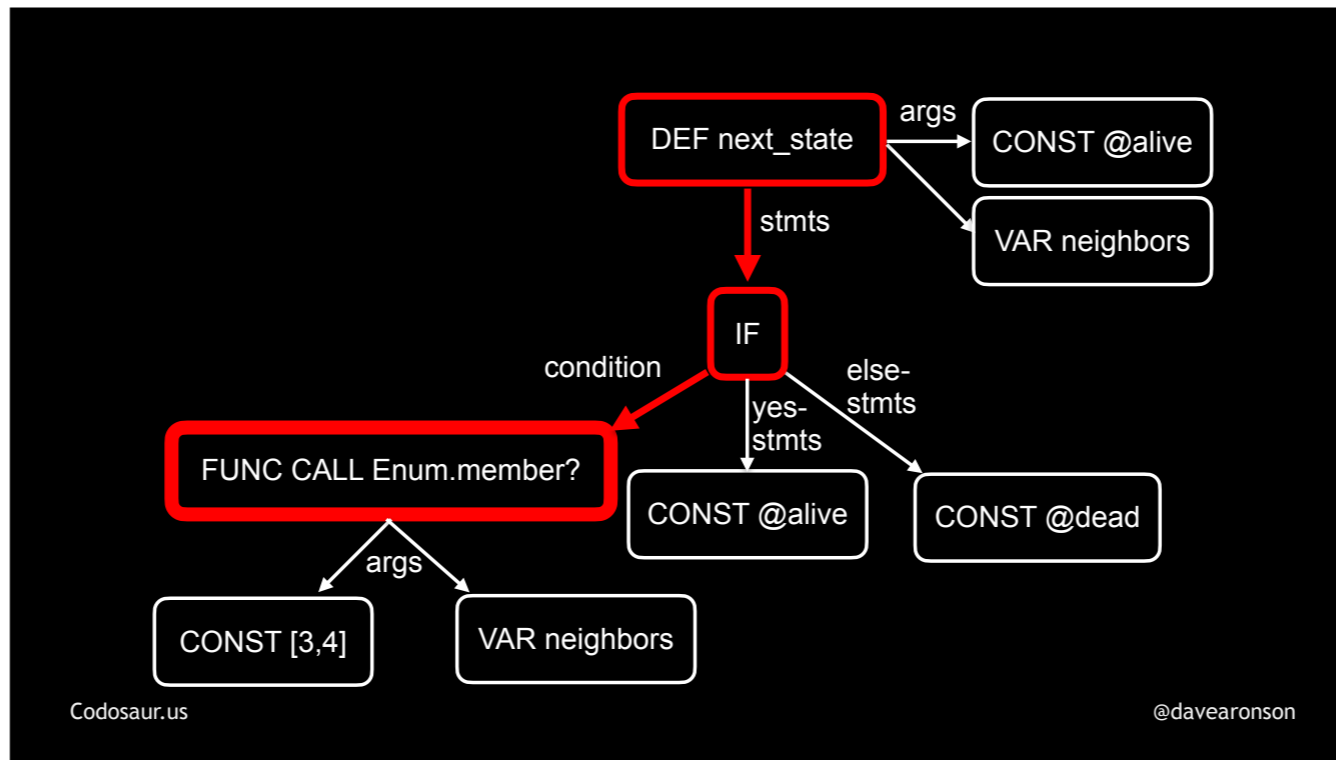 args
DEF next_state
CONST @alive
stmts
VAR neighbors
IF
condition
else-
stmts
yes-
stmts
FUNC CALL Enum.member?
CONST @alive
CONST @dead
args
CONST [3,4]
VAR neighbors
Codosaur.us
@davearonson